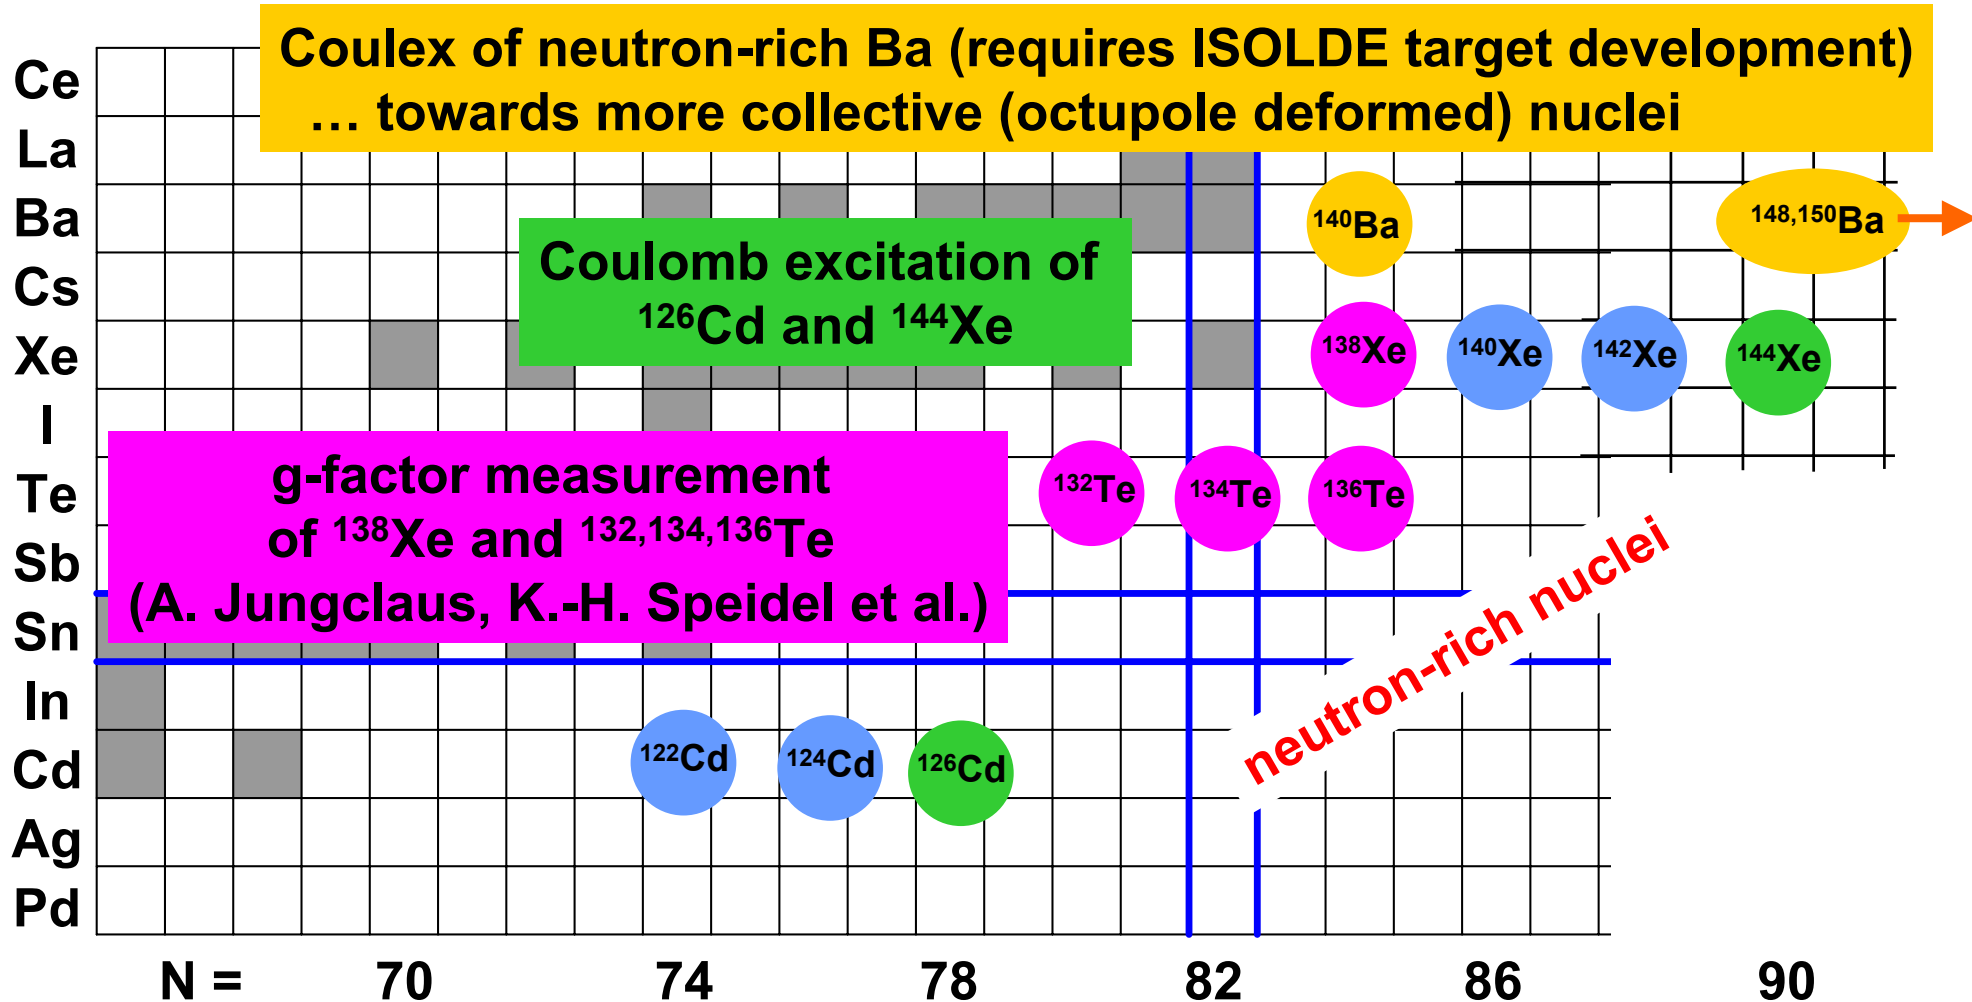 Coulex of neutron-rich Ba (requires ISOLDE target development)
… towards more collective (octupole deformed) nuclei
Ce
La
Ba
Cs
Xe
I
Te
Sb
Sn
In
Cd
Ag
Pd
¹⁴⁰Ba
¹⁴⁸,¹⁵⁰Ba
Coulomb excitation of
¹²⁶Cd and ¹⁴⁴Xe
¹³⁸Xe
¹⁴⁰Xe
¹⁴²Xe
¹⁴⁴Xe
g-factor measurement
of ¹³⁸Xe and ¹³²,¹³⁴,¹³⁶Te
(A. Jungclaus, K.-H. Speidel et al.)
¹³²Te
¹³⁴Te
¹³⁶Te
neutron-rich nuclei
¹²²Cd
¹²⁴Cd
¹²⁶Cd
N = 70 74 78 82 86 90